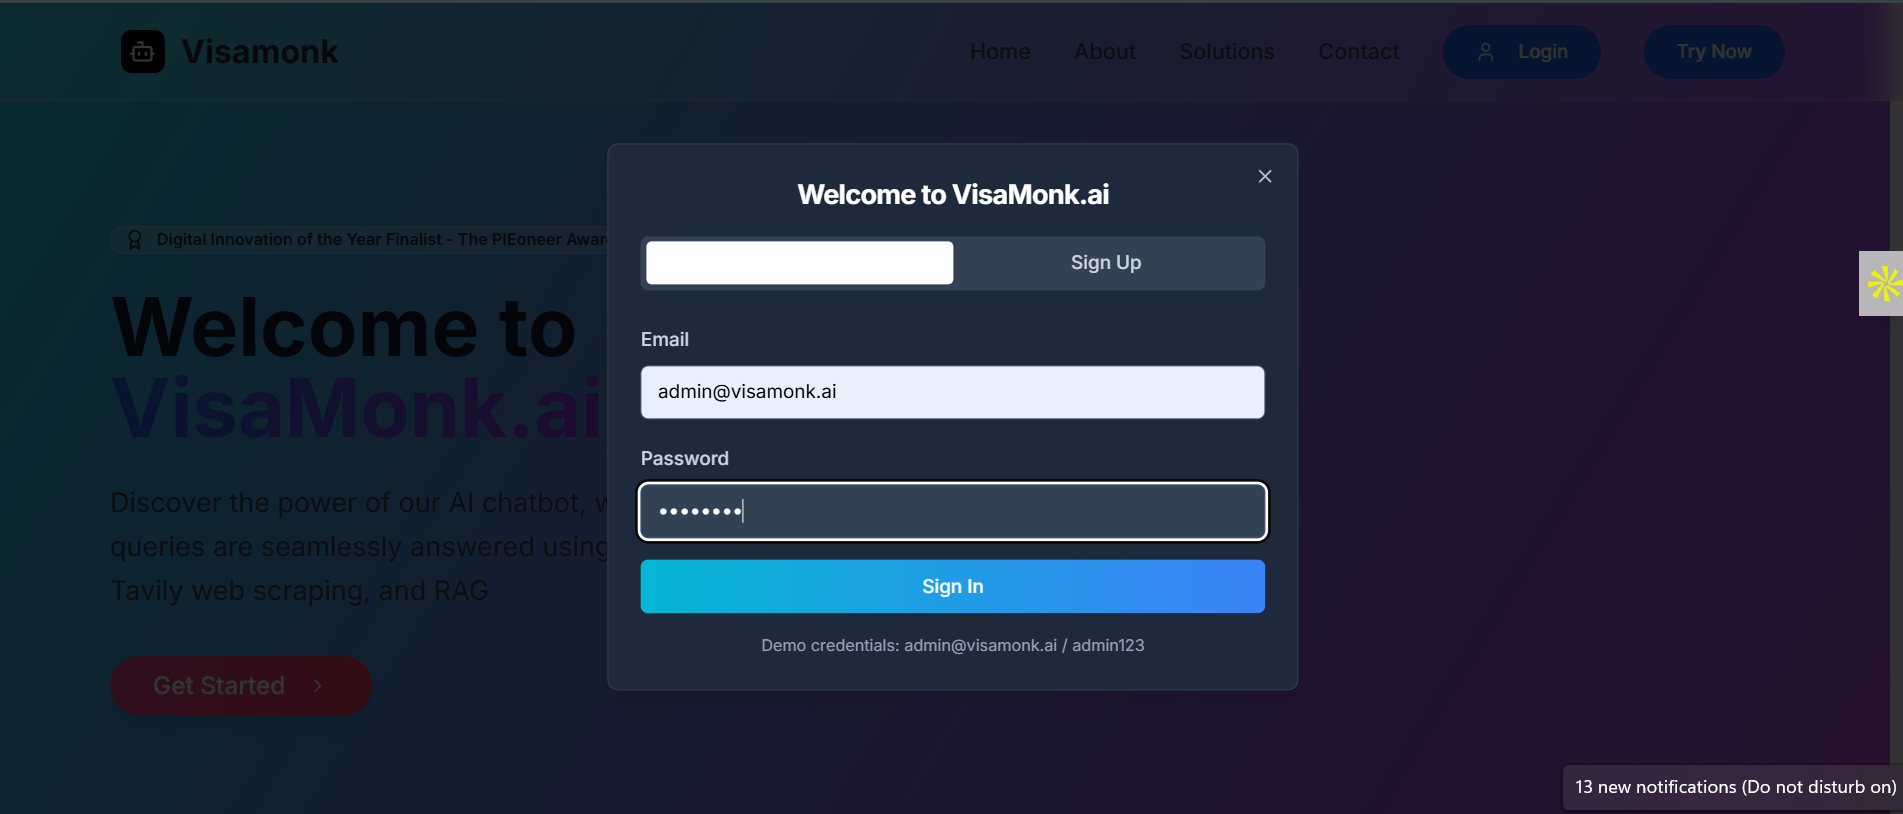 Visamonk
Home About Solutions Contact Login Try Now
Welcome to VisaMonk.ai
Sign Up
Email
admin@visamonk.ai
Password
••••••••
Sign In
Demo credentials: admin@visamonk.ai / admin123
Digital Innovation of the Year Finalist - The PIEoneer
Welcome to
VisaMonk.ai
Discover the power of our AI chatbot,
queries are seamlessly answered using
Tavily web scraping, and RAG
Get Started
13 new notifications (Do not disturb on)